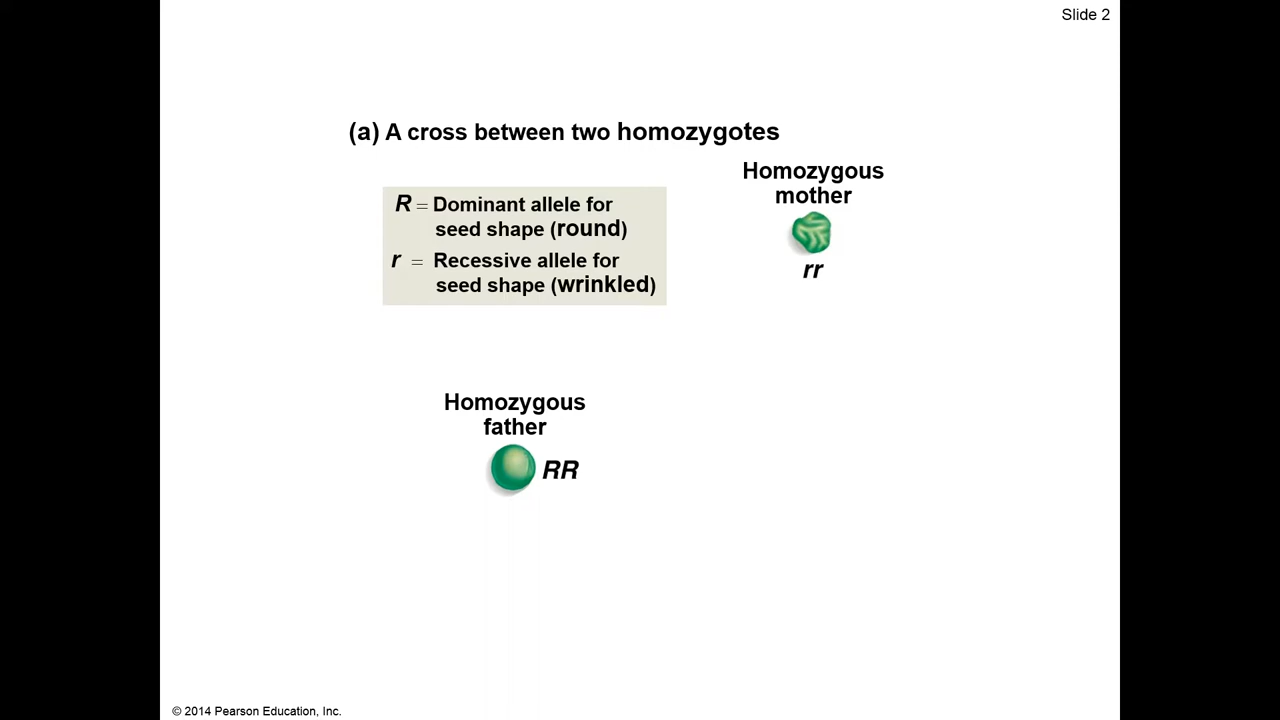 Slide 2
(a) A cross between two homozygotes
Homozygous
mother
R = Dominant allele for
seed shape (round)
r = Recessive allele for
seed shape (wrinkled)
rr
Homozygous
father
RR
© 2014 Pearson Education, Inc.